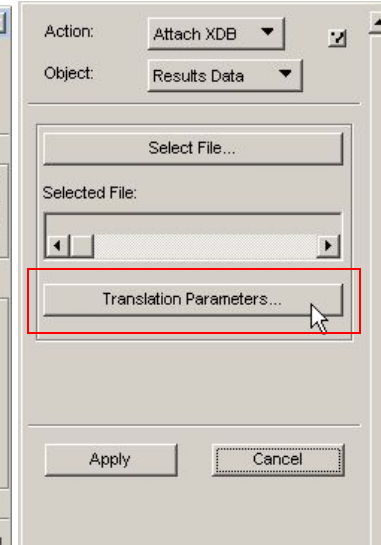 Action: Attach XDB
Object: Results Data
Select File...
Selected File:
Translation Parameters...
Apply Cancel